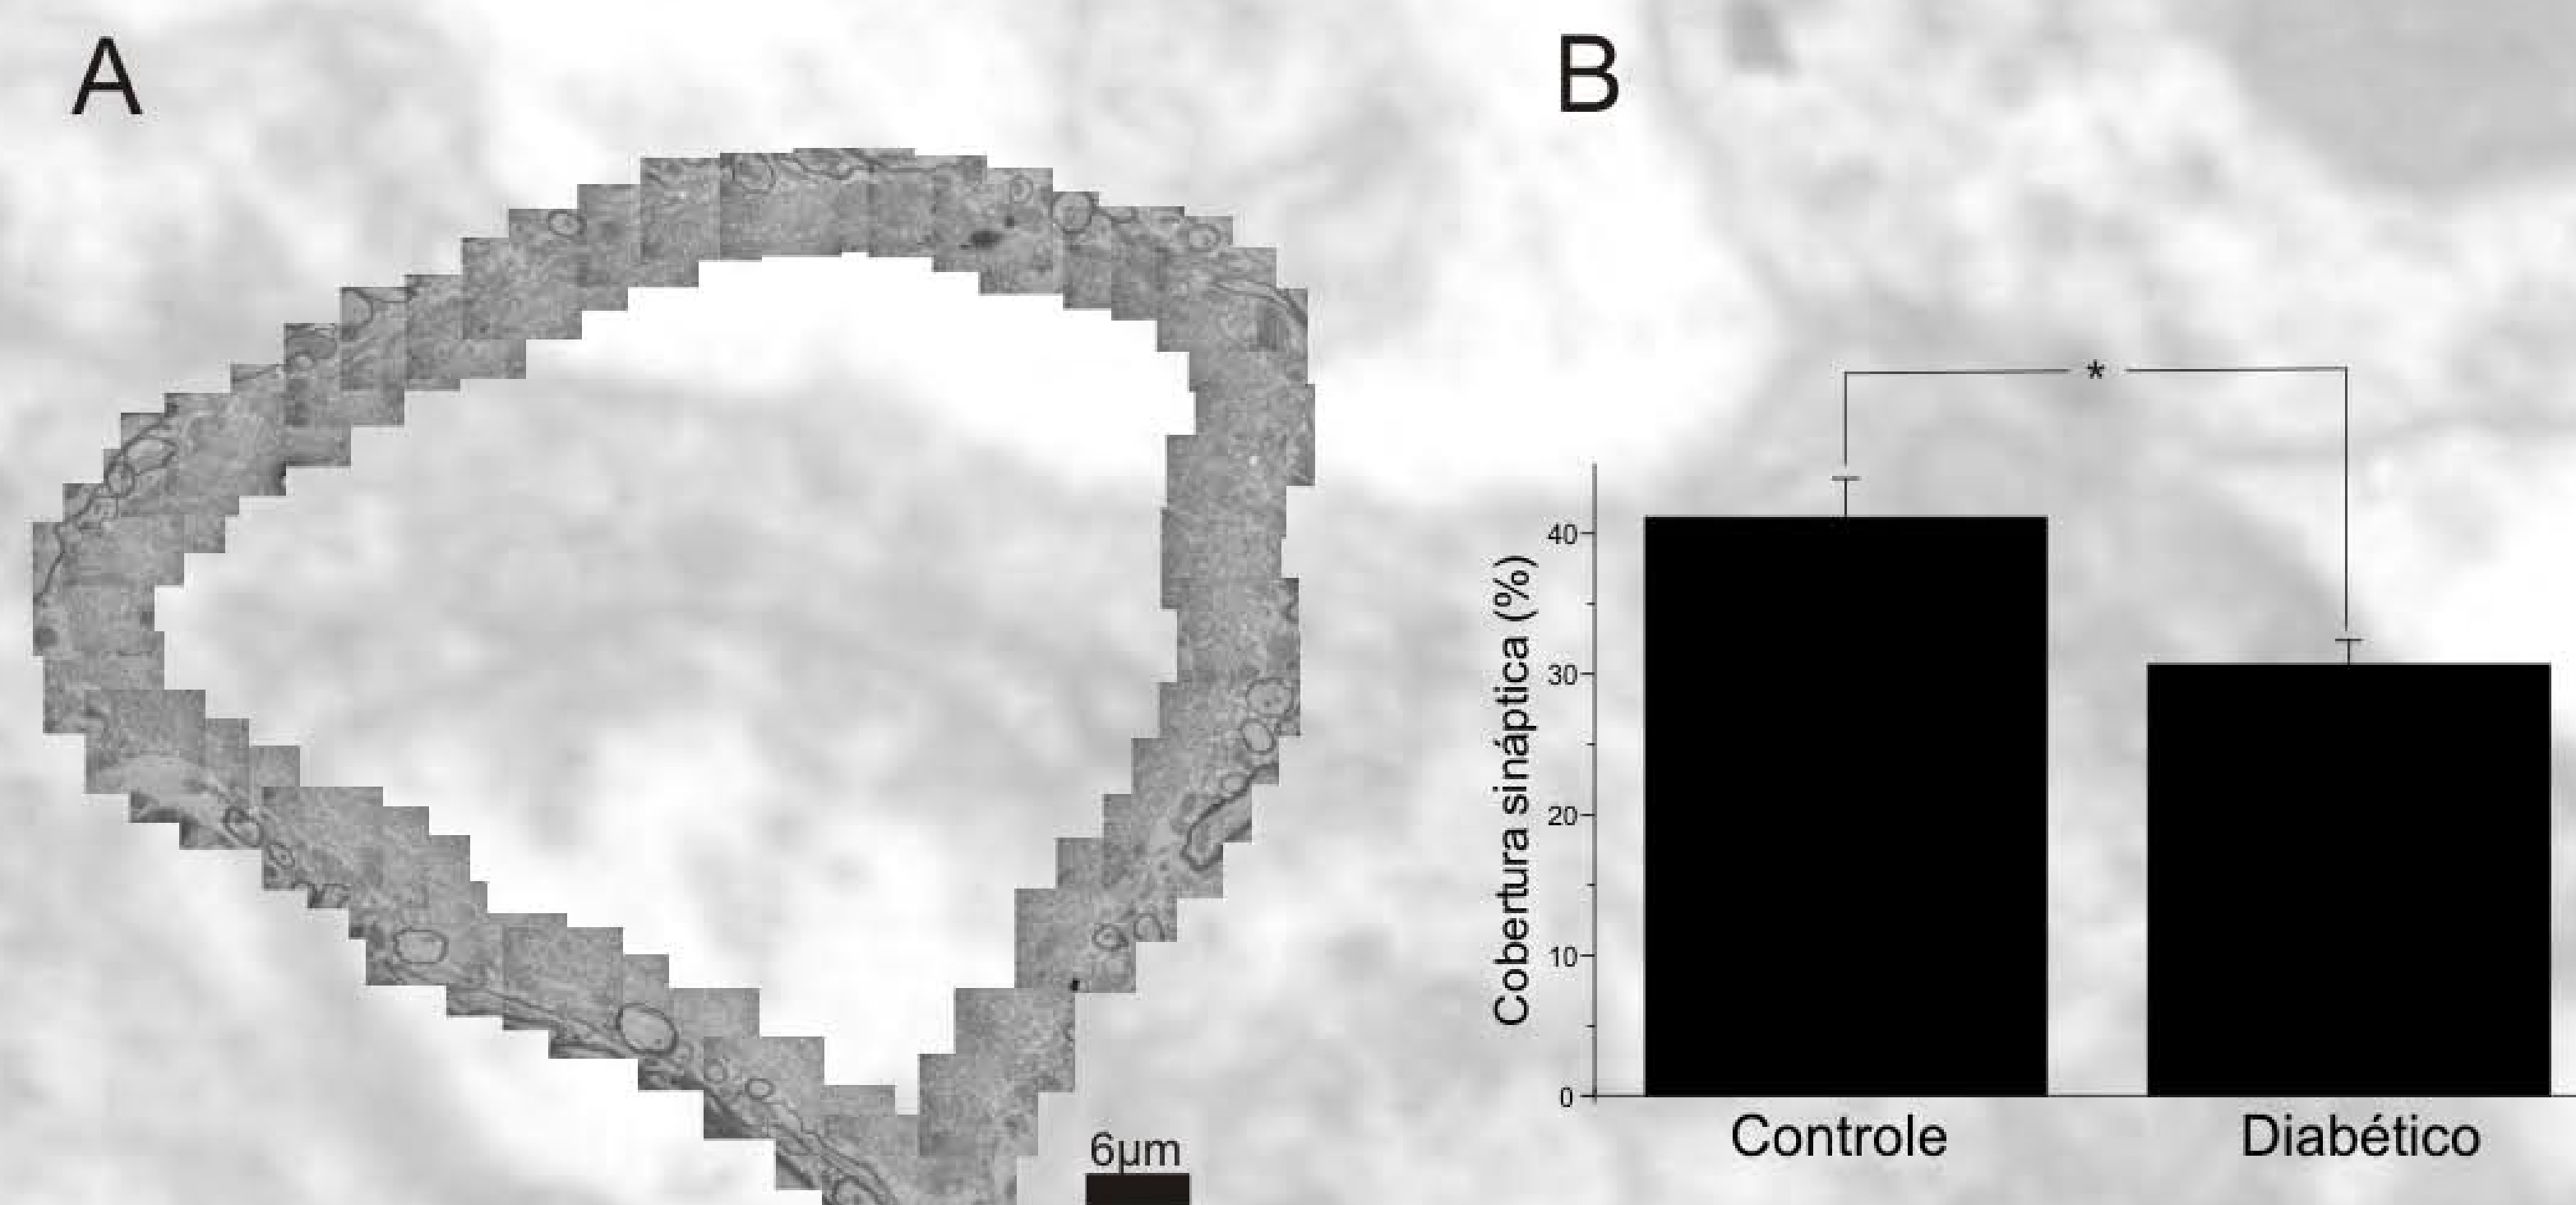 A
6µm
B
*
Cobertura sináptica (%)
40
30
20
10
0
Controle
Diabético